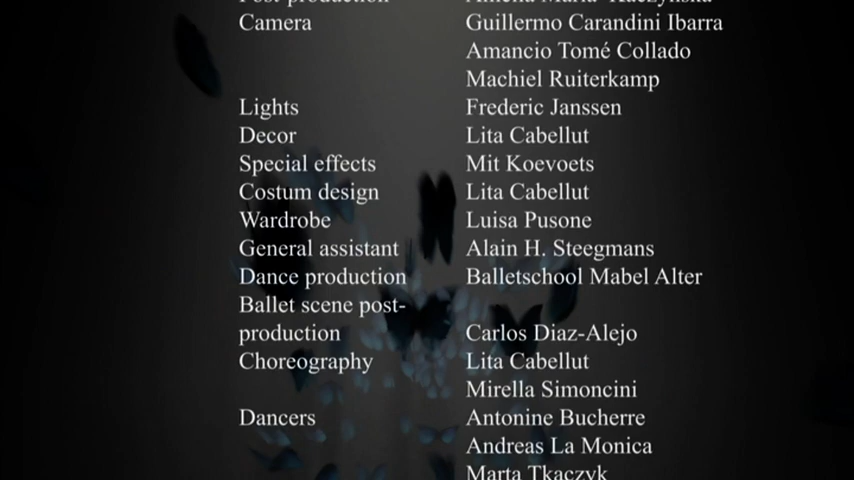 Camera Guillermo Carandini Ibarra
Amancio Tomé Collado
Machiel Ruiterkamp
Lights Frederic Janssen
Decor Lita Cabellut
Special effects Mit Koevoets
Costum design Lita Cabellut
Wardrobe Luisa Pusone
General assistant Alain H. Steegmans
Dance production Balletschool Mabel Alter
Ballet scene post-
production Carlos Diaz-Alejo
Choreography Lita Cabellut
Mirella Simoncini
Dancers Antonine Bucherre
Andreas La Monica
Marta Tkaczyk